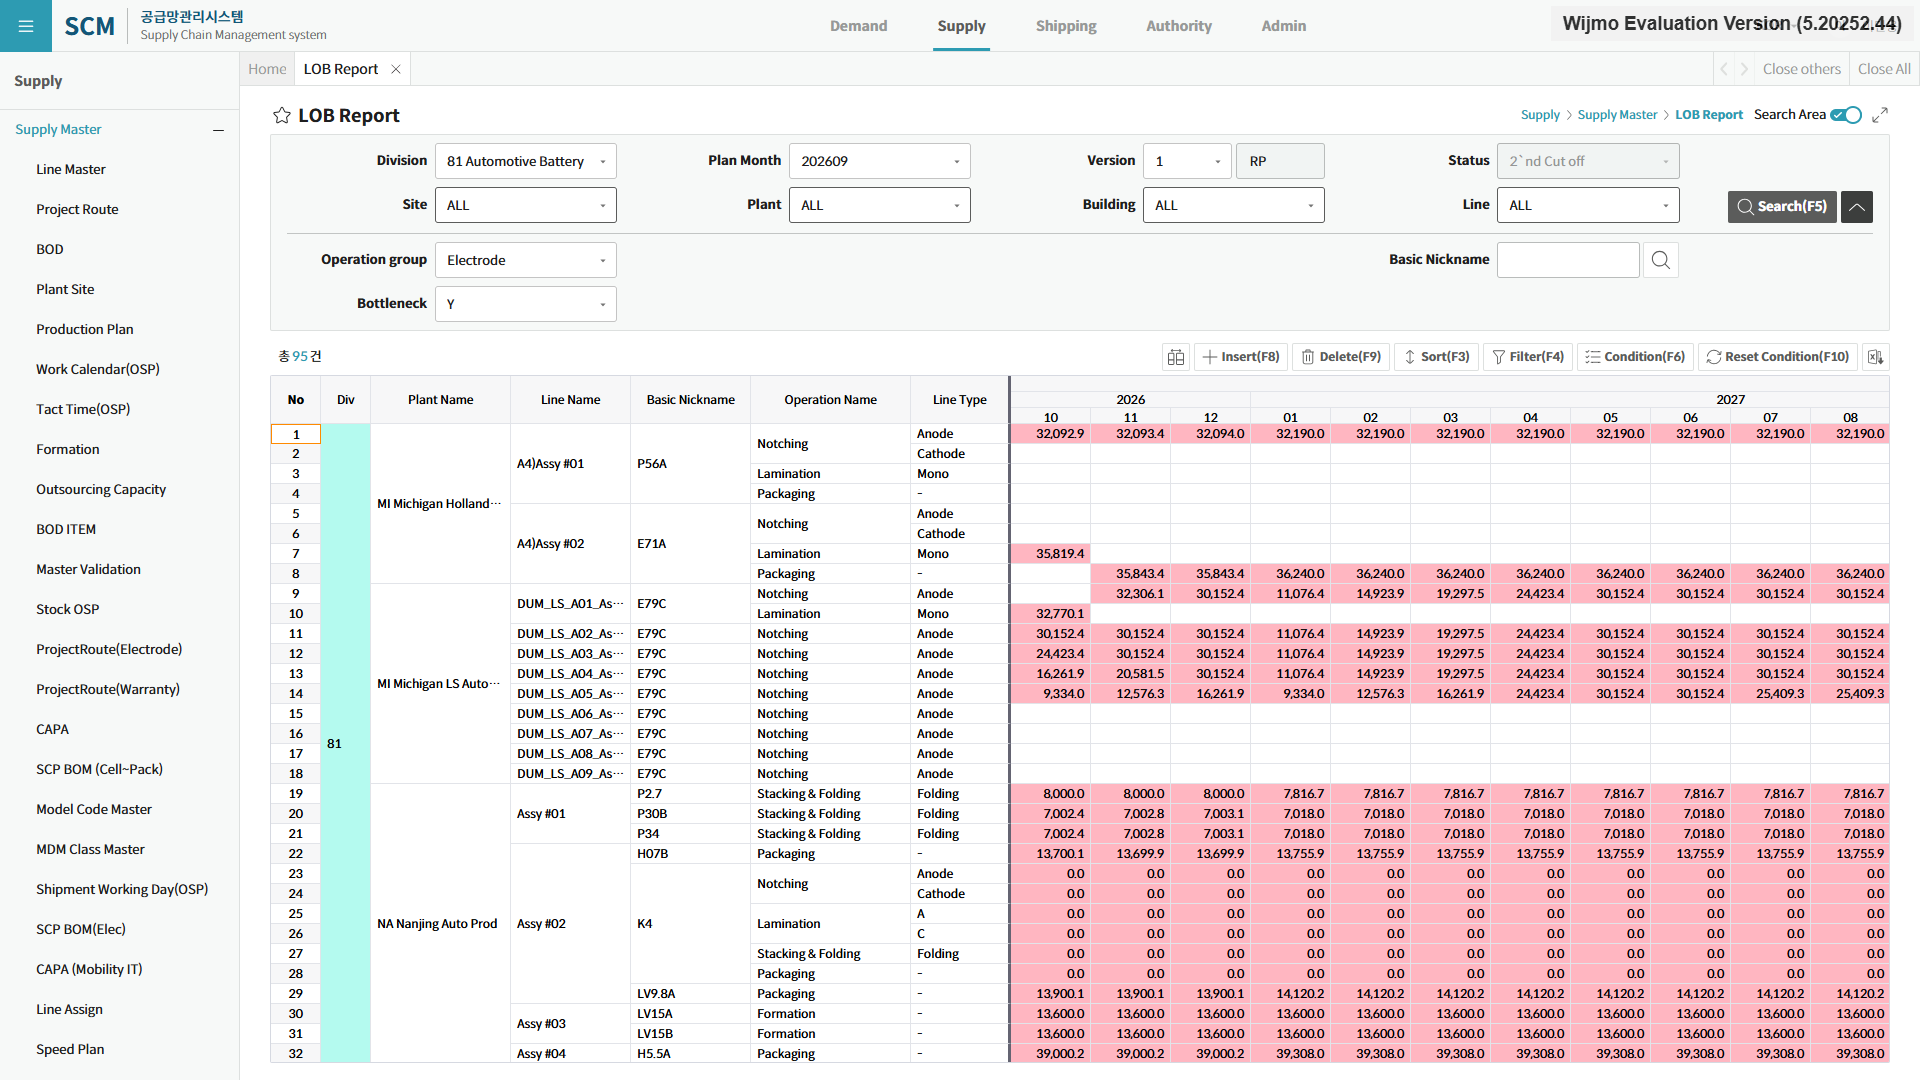 SCM 공급망관리시스템
Supply Chain Management system
Demand Supply Shipping Authority Admin
Wijmo Evaluation Version (5.20252.44)
Supply
Home LOB Report Close others Close All
Supply Master
Line Master
Project Route
BOD
Plant Site
Production Plan
Work Calendar(OSP)
Tact Time(OSP)
Formation
Outsourcing Capacity
BOD ITEM
Master Validation
Stock OSP
ProjectRoute(Electrode)
ProjectRoute(Warranty)
CAPA
SCP BOM (Cell~Pack)
Model Code Master
MDM Class Master
Shipment Working Day(OSP)
SCP BOM(Elec)
CAPA (Mobility IT)
Line Assign
Speed Plan
LOB Report
Supply > Supply Master > LOB Report Search Area
Division 81 Automotive Battery Plan Month 202609 Version 1 RP Status 2`nd Cut off
Site ALL Plant ALL Building ALL Line ALL Search(F5)
Operation group Electrode Basic Nickname
Bottleneck Y
총 95 건
Insert(F8) Delete(F9) Sort(F3) Filter(F4) Condition(F6) Reset Condition(F10)
No Div Plant Name Line Name Basic Nickname Operation Name Line Type 2026 2027
10 11 12 01 02 03 04 05 06 07 08
1 81 MI Michigan Holland··· A4)Assy #01 P56A Notching Anode 32,092.9 32,093.4 32,094.0 32,190.0 32,190.0 32,190.0 32,190.0 32,190.0 32,190.0 32,190.0 32,190.0
2 Cathode
3 Lamination Mono
4 Packaging -
5 A4)Assy #02 E71A Notching Anode
6 Cathode
7 Lamination Mono 35,819.4
8 Packaging - 35,843.4 35,843.4 36,240.0 36,240.0 36,240.0 36,240.0 36,240.0 36,240.0 36,240.0 36,240.0
9 MI Michigan LS Auto··· DUM_LS_A01_As··· E79C Notching Anode 32,306.1 30,152.4 11,076.4 14,923.9 19,297.5 24,423.4 30,152.4 30,152.4 30,152.4 30,152.4
10 Lamination Mono 32,770.1
11 DUM_LS_A02_As··· E79C Notching Anode 30,152.4 30,152.4 30,152.4 11,076.4 14,923.9 19,297.5 24,423.4 30,152.4 30,152.4 30,152.4 30,152.4
12 DUM_LS_A03_As··· E79C Notching Anode 24,423.4 30,152.4 30,152.4 11,076.4 14,923.9 19,297.5 24,423.4 30,152.4 30,152.4 30,152.4 30,152.4
13 DUM_LS_A04_As··· E79C Notching Anode 16,261.9 20,581.5 30,152.4 11,076.4 14,923.9 19,297.5 24,423.4 30,152.4 30,152.4 30,152.4 30,152.4
14 DUM_LS_A05_As··· E79C Notching Anode 9,334.0 12,576.3 16,261.9 9,334.0 12,576.3 16,261.9 24,423.4 30,152.4 30,152.4 25,409.3 25,409.3
15 DUM_LS_A06_As··· E79C Notching Anode
16 DUM_LS_A07_As··· E79C Notching Anode
17 DUM_LS_A08_As··· E79C Notching Anode
18 DUM_LS_A09_As··· E79C Notching Anode
19 NA Nanjing Auto Prod Assy #01 P2.7 Stacking & Folding Folding 8,000.0 8,000.0 8,000.0 7,816.7 7,816.7 7,816.7 7,816.7 7,816.7 7,816.7 7,816.7 7,816.7
20 P30B Stacking & Folding Folding 7,002.4 7,002.8 7,003.1 7,018.0 7,018.0 7,018.0 7,018.0 7,018.0 7,018.0 7,018.0 7,018.0
21 P34 Stacking & Folding Folding 7,002.4 7,002.8 7,003.1 7,018.0 7,018.0 7,018.0 7,018.0 7,018.0 7,018.0 7,018.0 7,018.0
22 Assy #02 H07B Packaging - 13,700.1 13,699.9 13,699.9 13,755.9 13,755.9 13,755.9 13,755.9 13,755.9 13,755.9 13,755.9 13,755.9
23 K4 Notching Anode 0.0 0.0 0.0 0.0 0.0 0.0 0.0 0.0 0.0 0.0 0.0
24 Cathode 0.0 0.0 0.0 0.0 0.0 0.0 0.0 0.0 0.0 0.0 0.0
25 Lamination A 0.0 0.0 0.0 0.0 0.0 0.0 0.0 0.0 0.0 0.0 0.0
26 C 0.0 0.0 0.0 0.0 0.0 0.0 0.0 0.0 0.0 0.0 0.0
27 Stacking & Folding Folding 0.0 0.0 0.0 0.0 0.0 0.0 0.0 0.0 0.0 0.0 0.0
28 Packaging - 0.0 0.0 0.0 0.0 0.0 0.0 0.0 0.0 0.0 0.0 0.0
29 LV9.8A Packaging - 13,900.1 13,900.1 13,900.1 14,120.2 14,120.2 14,120.2 14,120.2 14,120.2 14,120.2 14,120.2 14,120.2
30 Assy #03 LV15A Formation - 13,600.0 13,600.0 13,600.0 13,600.0 13,600.0 13,600.0 13,600.0 13,600.0 13,600.0 13,600.0 13,600.0
31 LV15B Formation - 13,600.0 13,600.0 13,600.0 13,600.0 13,600.0 13,600.0 13,600.0 13,600.0 13,600.0 13,600.0 13,600.0
32 Assy #04 H5.5A Packaging - 39,000.2 39,000.2 39,000.2 39,308.0 39,308.0 39,308.0 39,308.0 39,308.0 39,308.0 39,308.0 39,308.0